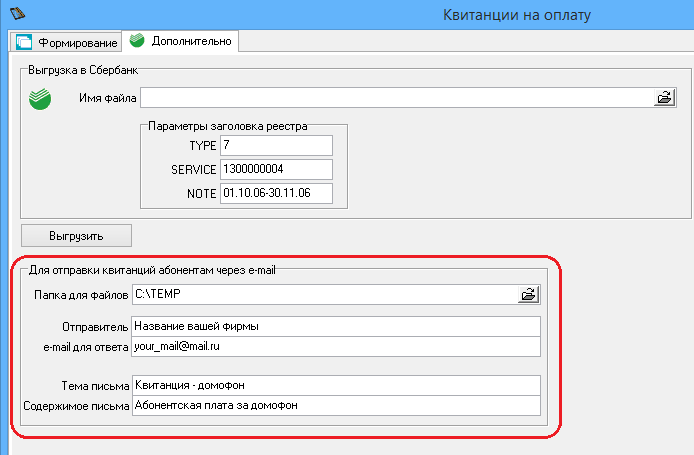 Квитанции на оплату
Формирование Дополнительно
Выгрузка в Сбербанк
Имя файла
Параметры заголовка реестра
TYPE 7
SERVICE 1300000004
NOTE 01.10.06-30.11.06
Выгрузить
Для отправки квитанций абонентам через e-mail
Папка для файлов C:\TEMP
Отправитель Название вашей фирмы
e-mail для ответа your_mail@mail.ru
Тема письма Квитанция - домофон
Содержимое письма Абонентская плата за домофон